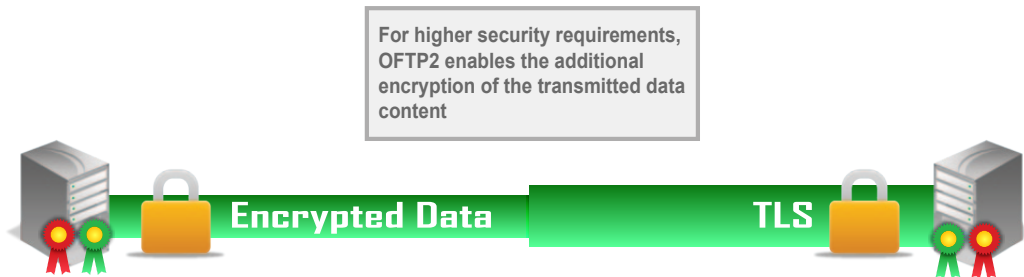 For higher security requirements,
OFTP2 enables the additional
encryption of the transmitted data
content
Encrypted Data
TLS